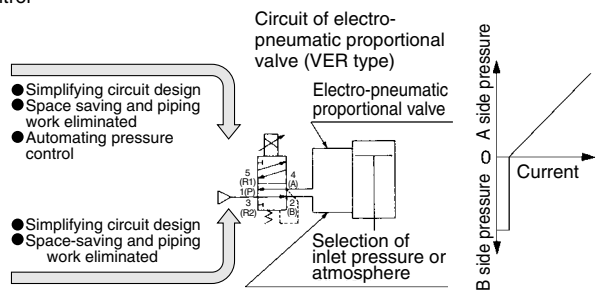 Circuit of electro-
pneumatic proportional
valve (VER type)
●Simplifying circuit design
●Space saving and piping
work eliminated
●Automating pressure
control
Electro-pneumatic
proportional valve
5
(R1)
4
(A)
1(P)
3
(R2)
2
(B)
●Simplifying circuit design
●Space-saving and piping
work eliminated
Selection of
inlet pressure or
atmosphere
A side pressure
0
Current
B side pressure